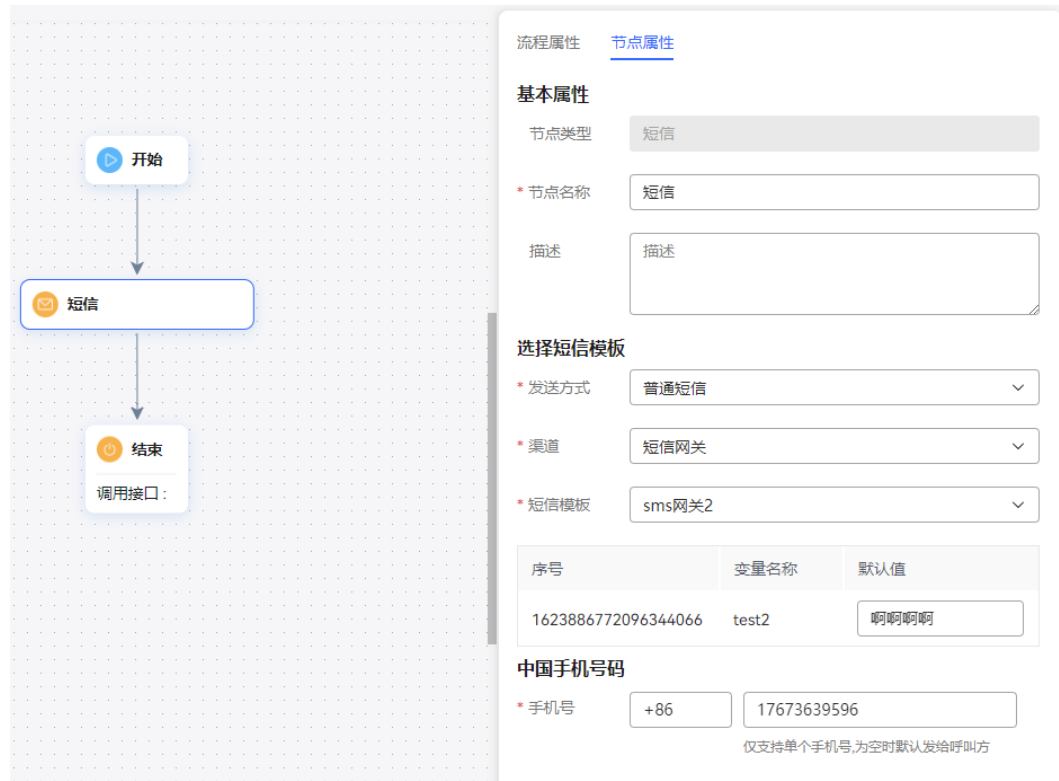 开始
短信
结束
调用接口：
流程属性 节点属性
基本属性
节点类型 短信
* 节点名称 短信
描述 描述
选择短信模板
* 发送方式 普通短信
* 渠道 短信网关
* 短信模板 sms网关2
序号 变量名称 默认值
1623886772096344066 test2 啊啊啊啊
中国手机号码
* 手机号 +86 17673639596
仅支持单个手机号,为空时默认发给呼叫方